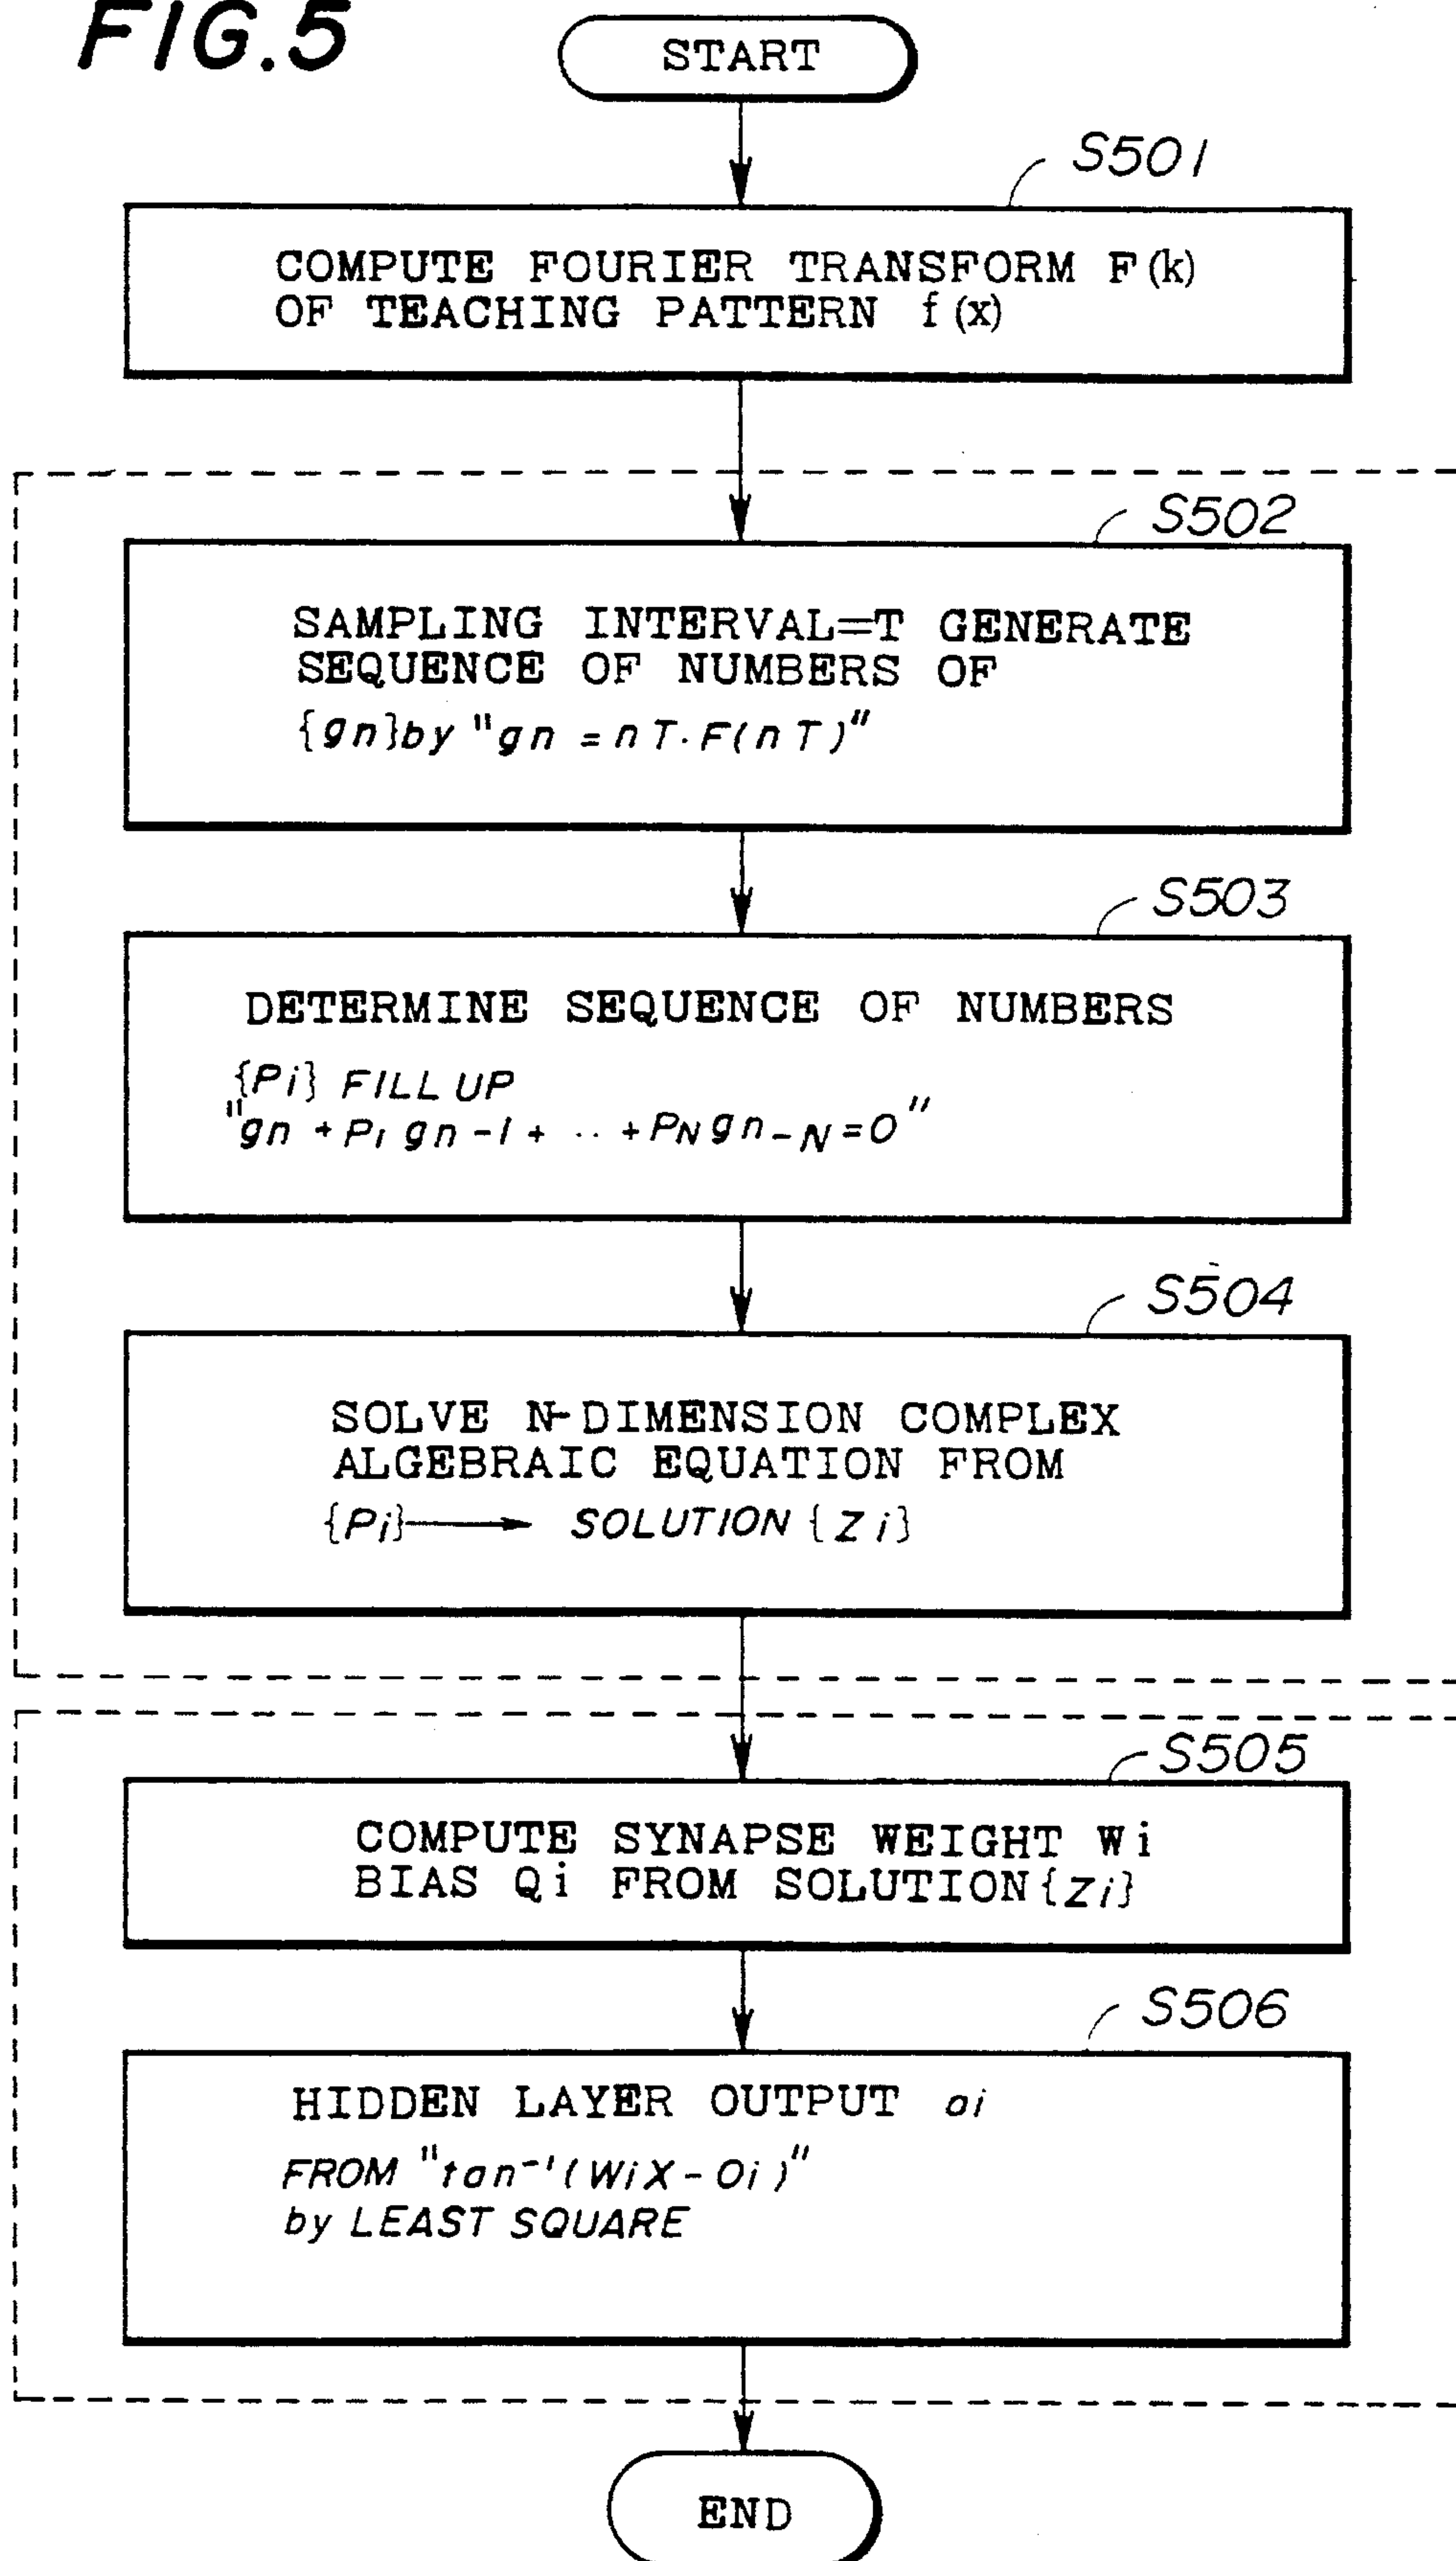 FIG.5
START
S501
COMPUTE FOURIER TRANSFORM F(k)
OF TEACHING PATTERN f(x)
S502
SAMPLING INTERVAL=T GENERATE
SEQUENCE OF NUMBERS OF
{gn}by "gn = nT·F(nT)"
S503
DETERMINE SEQUENCE OF NUMBERS
{Pi} FILL UP
"gn + P1 gn-1 + ·· + PN gn-N = 0"
S504
SOLVE N-DIMENSION COMPLEX
ALGEBRAIC EQUATION FROM
{Pi}→ SOLUTION {Zi}
S505
COMPUTE SYNAPSE WEIGHT Wi
BIAS Qi FROM SOLUTION{Zi}
S506
HIDDEN LAYER OUTPUT oi
FROM "tan⁻¹(WiX-Oi)"
by LEAST SQUARE
END